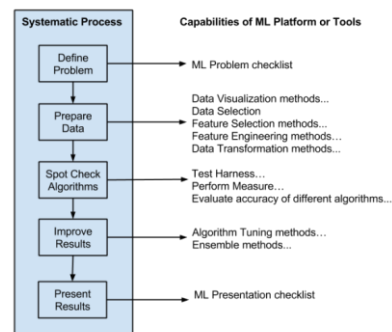 Systematic Process
Capabilities of ML Platform or Tools
Define
Problem
ML Problem checklist
Prepare
Data
Data Visualization methods...
Data Selection
Feature Selection methods...
Feature Engineering methods...
Data Transformation methods...
Spot Check
Algorithms
Test Harness...
Perform Measure...
Evaluate accuracy of different algorithms...
Improve
Results
Algorithm Tuning methods...
Ensemble methods...
Present
Results
ML Presentation checklist